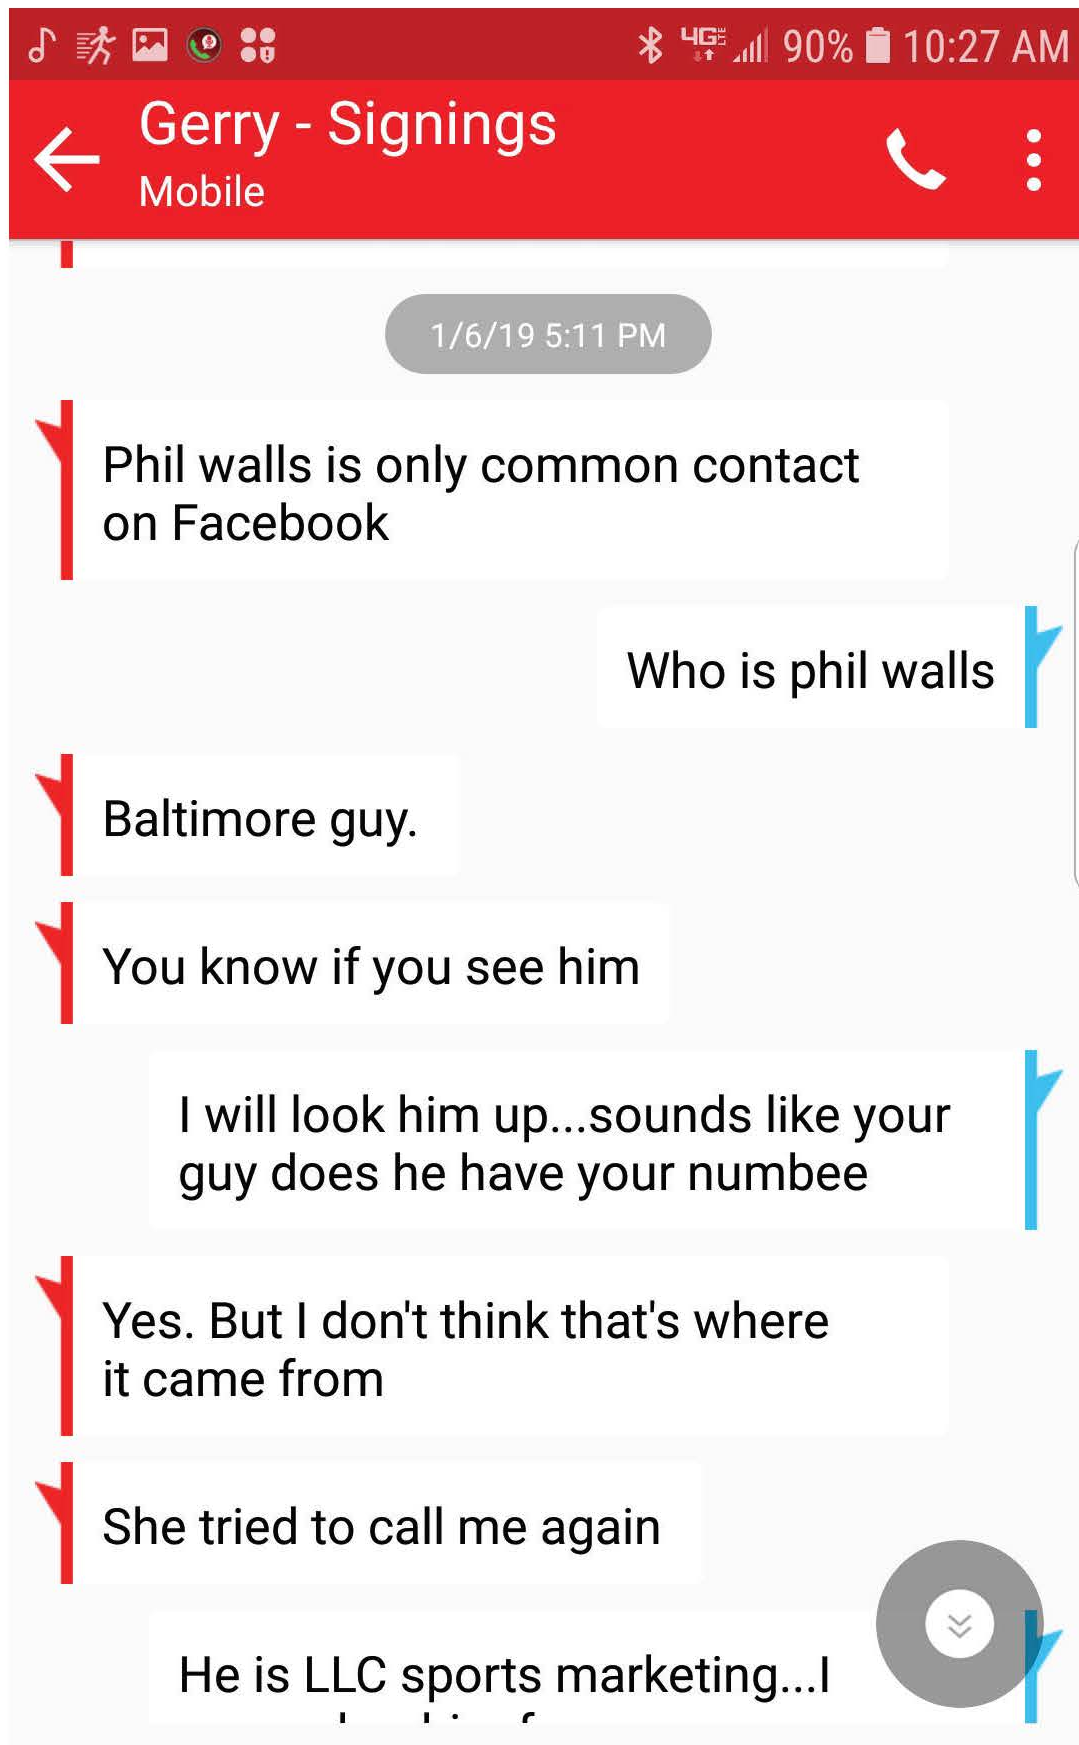 4G LTE 90% 10:27 AM
Gerry - Signings
Mobile
1/6/19 5:11 PM
Phil walls is only common contact
on Facebook
Who is phil walls
Baltimore guy.
You know if you see him
I will look him up...sounds like your
guy does he have your numbee
Yes. But I don't think that's where
it came from
She tried to call me again
He is LLC sports marketing...I